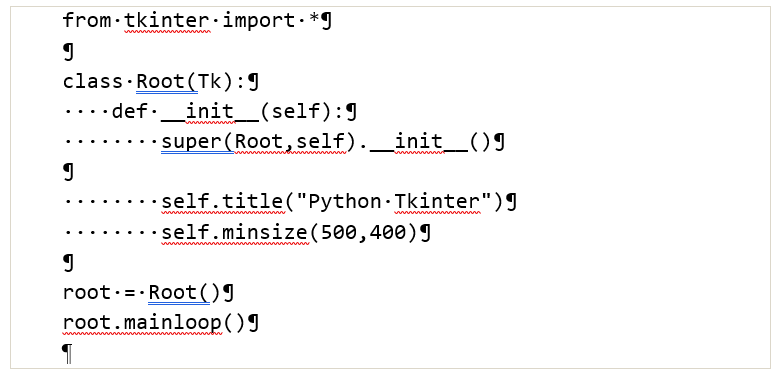 from·tkinter·import·*¶
¶
class·Root(Tk):¶
····def·__init__(self):¶
········super(Root,self).__init__()¶
¶
········self.title("Python·Tkinter")¶
········self.minsize(500,400)¶
¶
root·=·Root()¶
root.mainloop()¶
¶